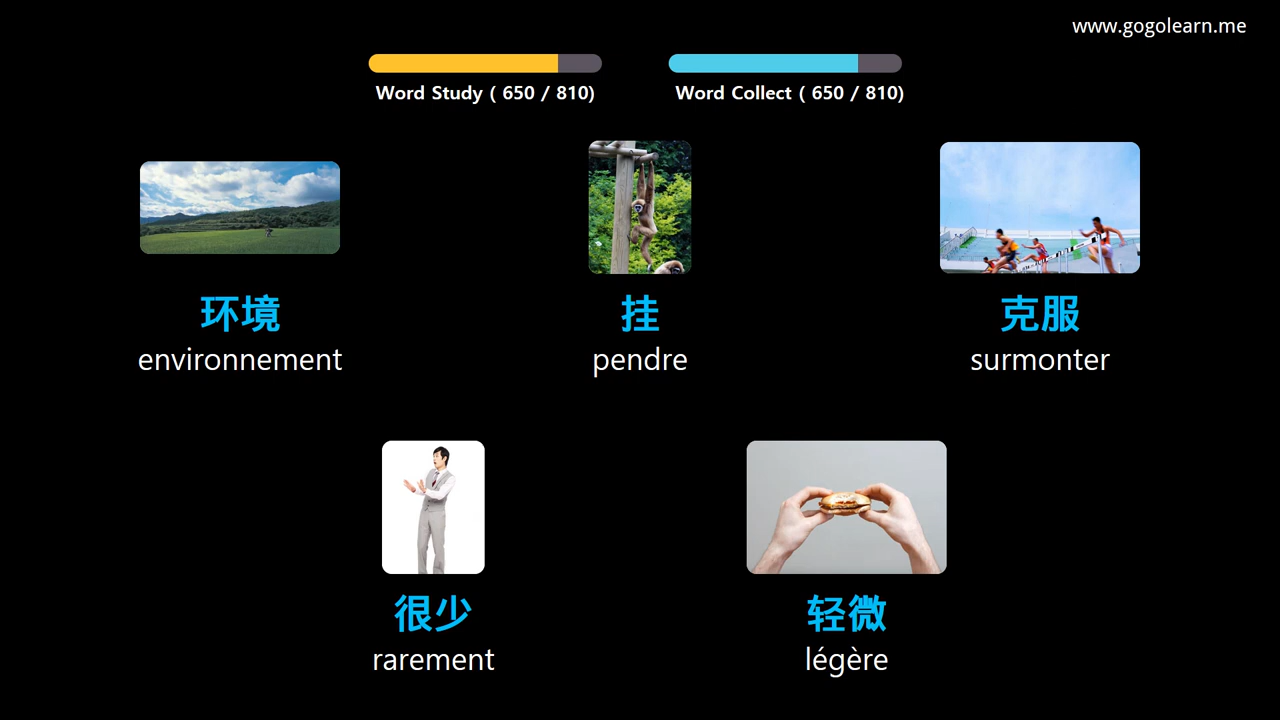 www.gogolearn.me
Word Study ( 650 / 810)
Word Collect ( 650 / 810)
环境
environnement
挂
pendre
克服
surmonter
很少
rarement
轻微
légère